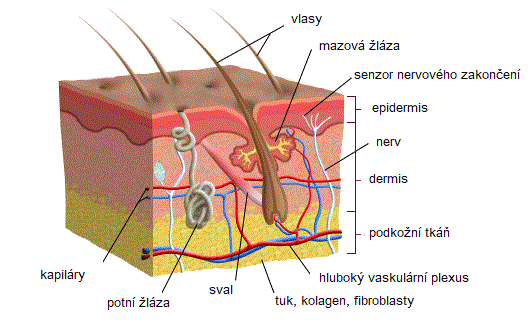 vlasy
mazová žláza
senzor nervového zakončení
epidermis
nerv
dermis
podkožní tkáň
hluboký vaskulární plexus
tuk, kolagen, fibroblasty
sval
potní žláza
kapiláry